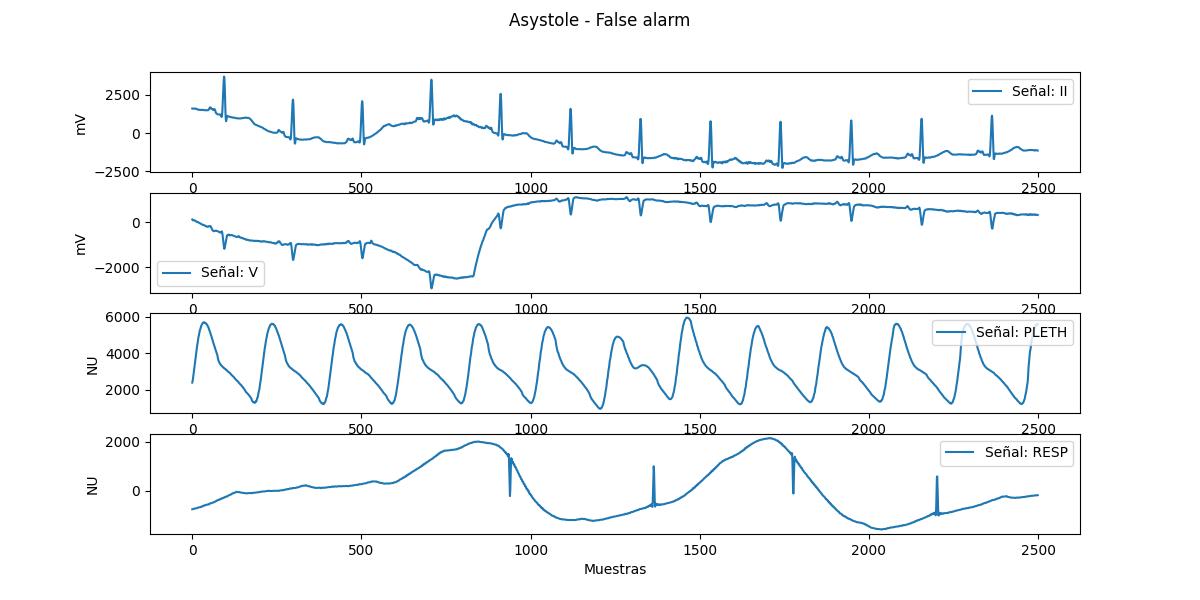 Asystole - False alarm
mV
2500
0
−2500
Señal: II
0 500 1000 1500 2000 2500
mV
0
−2000
Señal: V
0 500 1000 1500 2000 2500
NU
6000
4000
2000
Señal: PLETH
0 500 1000 1500 2000 2500
NU
2000
0
Señal: RESP
0 500 1000 1500 2000 2500
Muestras